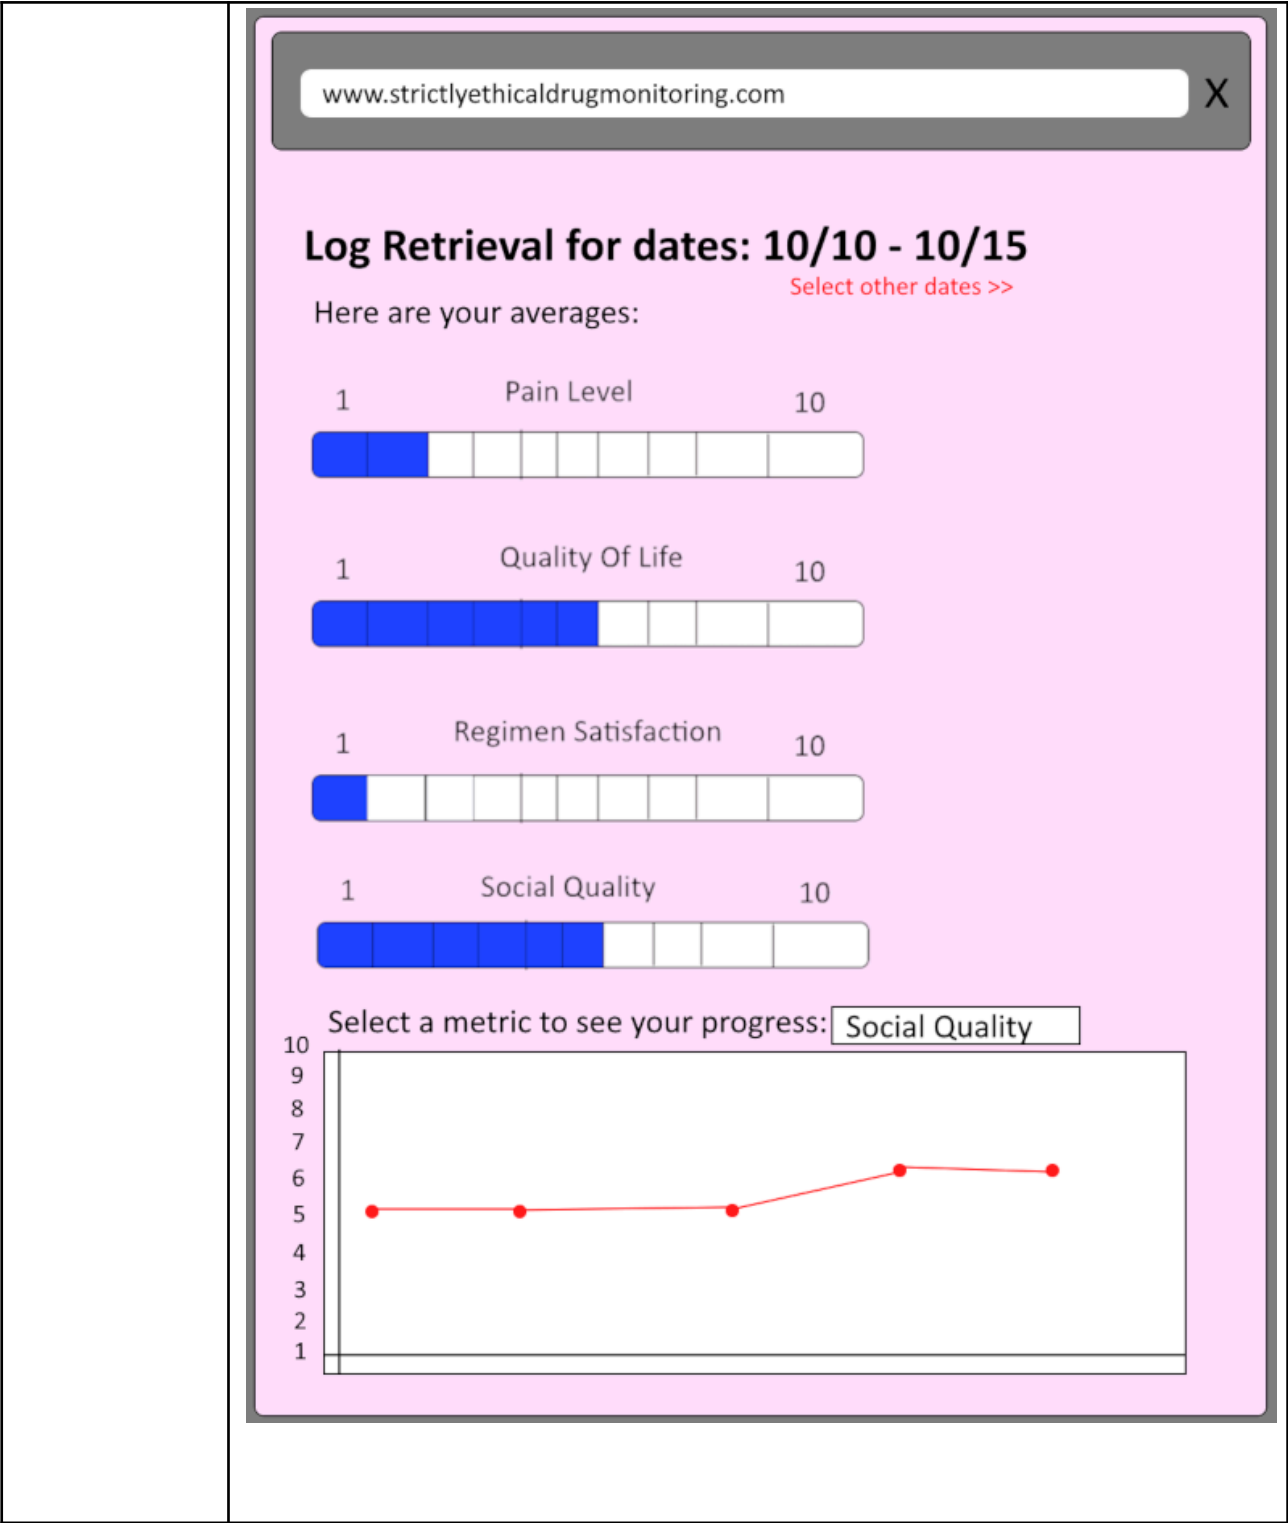 www.strictlyethicaldrugmonitoring.com X
Log Retrieval for dates: 10/10 - 10/15
Select other dates >>
Here are your averages:
1 Pain Level 10
1 Quality Of Life 10
1 Regimen Satisfaction 10
1 Social Quality 10
Select a metric to see your progress: Social Quality
10
9
8
7
6
5
4
3
2
1